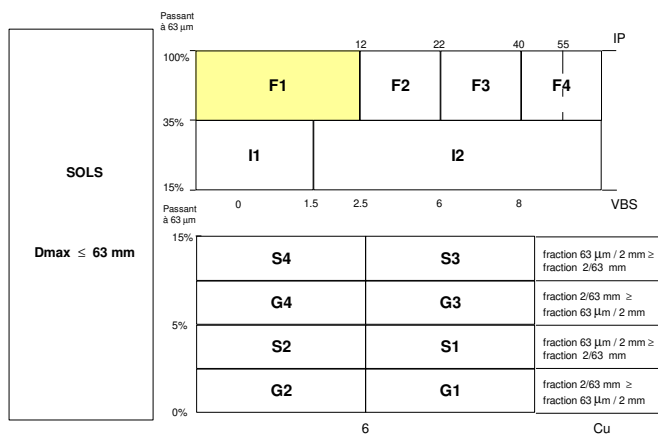 Passant
à 63 µm
IP
12 22 40 55
100%
F1 F2 F3 F4
35%
I1 I2
SOLS
15%
0 1.5 2.5 6 8 VBS
Passant
à 63 µm
15%
Dmax ≤ 63 mm
S4 S3 fraction 63 µm / 2 mm ≥
fraction 2/63 mm
G4 G3 fraction 2/63 mm ≥
fraction 63 µm / 2 mm
5%
S2 S1 fraction 63 µm / 2 mm ≥
fraction 2/63 mm
G2 G1 fraction 2/63 mm ≥
fraction 63 µm / 2 mm
0%
6 Cu